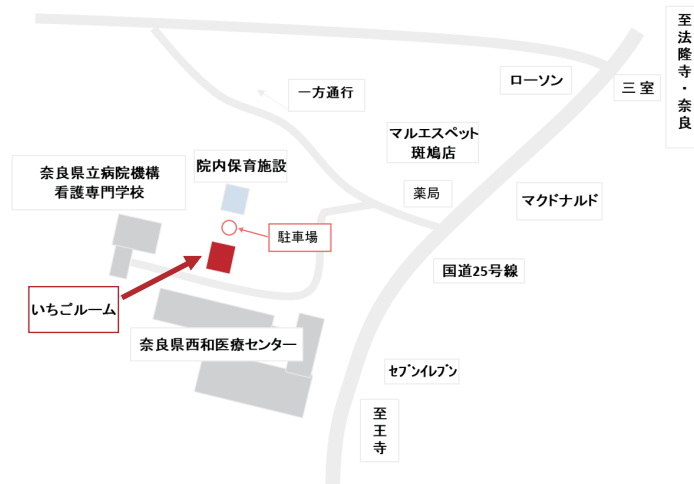 至法隆寺・奈良
ローソン
三室
一方通行
マルエスペット
斑鳩店
院内保育施設
奈良県立病院機構
看護専門学校
薬局
マクドナルド
駐車場
国道25号線
いちごルーム
奈良県西和医療センター
セブンイレブン
至王寺